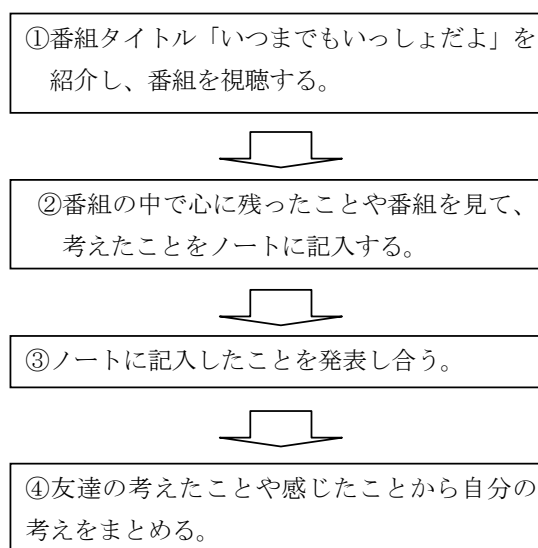 ①番組タイトル「いつまでもいっしょだよ」を
紹介し、番組を視聴する。
②番組の中で心に残ったことや番組を見て、
考えたことをノートに記入する。
③ノートに記入したことを発表し合う。
④友達の考えたことや感じたことから自分の
考えをまとめる。